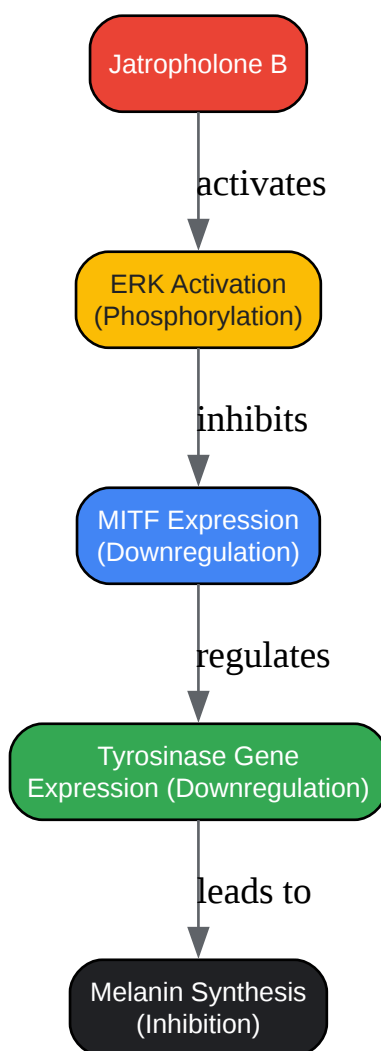 Jatropholone B
activates
ERK Activation
(Phosphorylation)
inhibits
MITF Expression
(Downregulation)
regulates
Tyrosinase Gene
Expression (Downregulation)
leads to
Melanin Synthesis
(Inhibition)